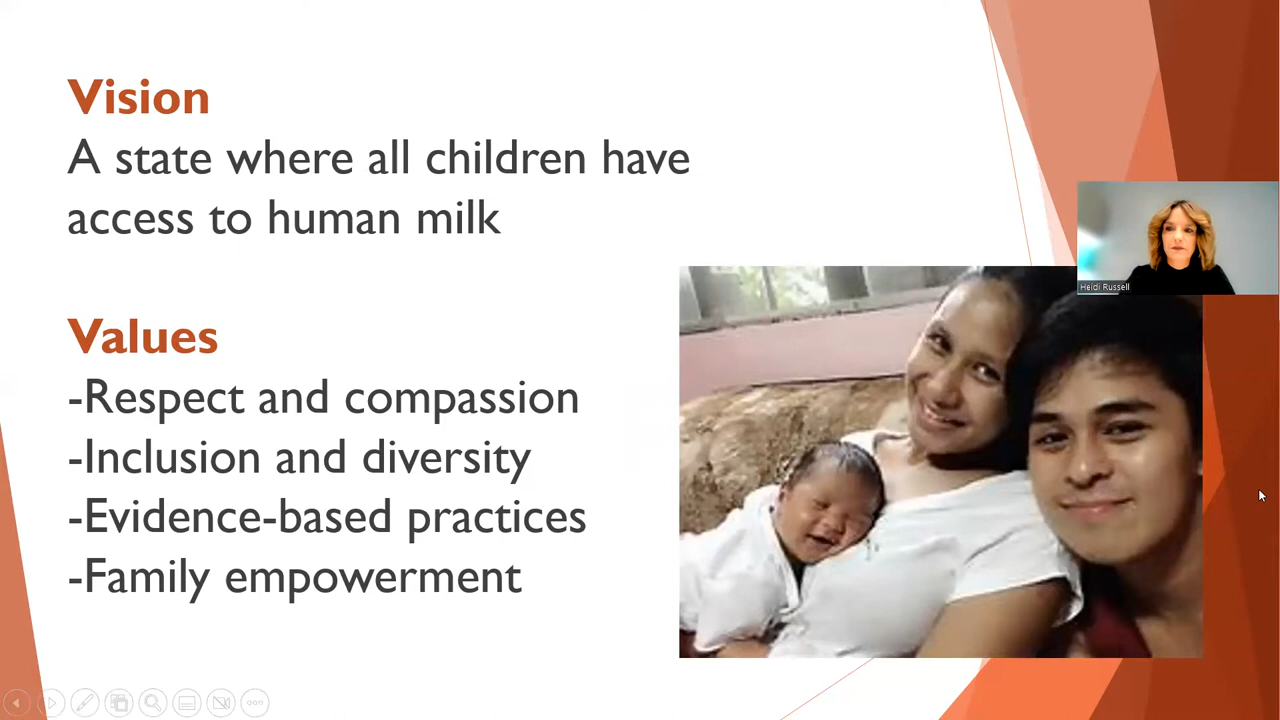 Vision
A state where all children have
access to human milk
Values
-Respect and compassion
-Inclusion and diversity
-Evidence-based practices
-Family empowerment
Heidi Russell